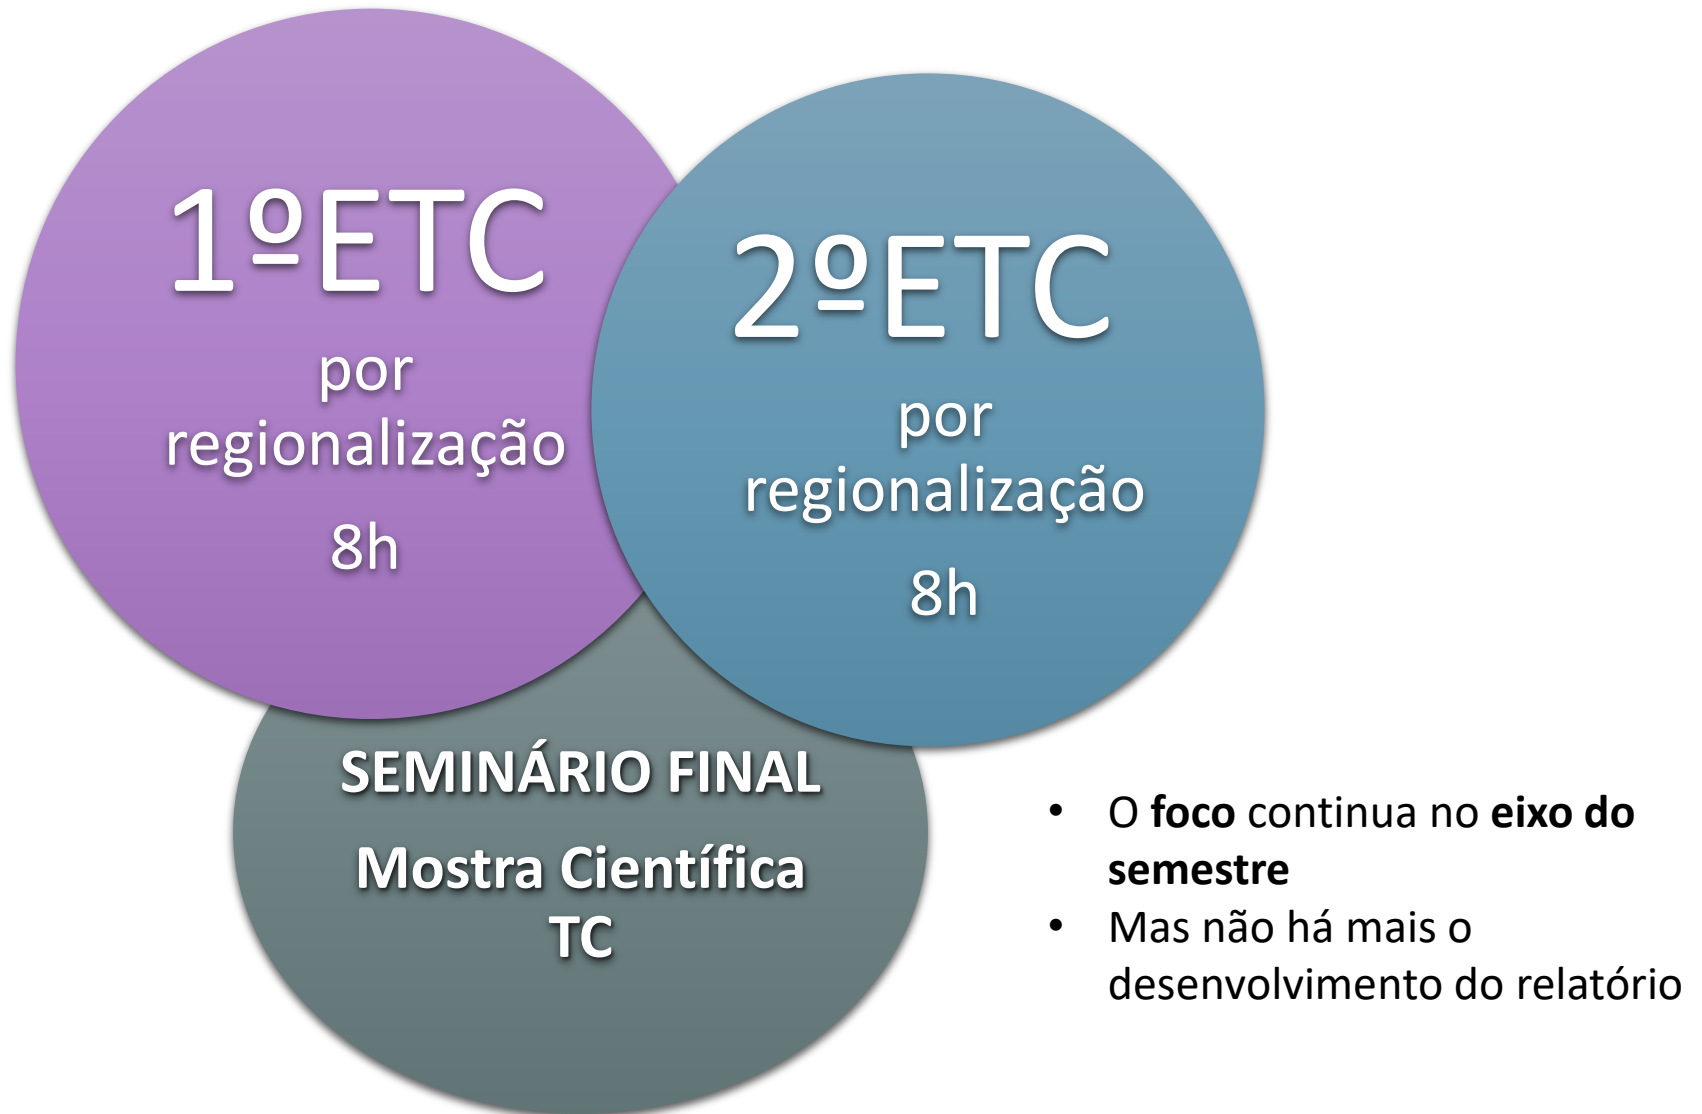 1ºETC
por
regionalização
8h
2ºETC
por
regionalização
8h
SEMINÁRIO FINAL
Mostra Científica
TC
• O foco continua no eixo do
semestre
• Mas não há mais o
desenvolvimento do relatório